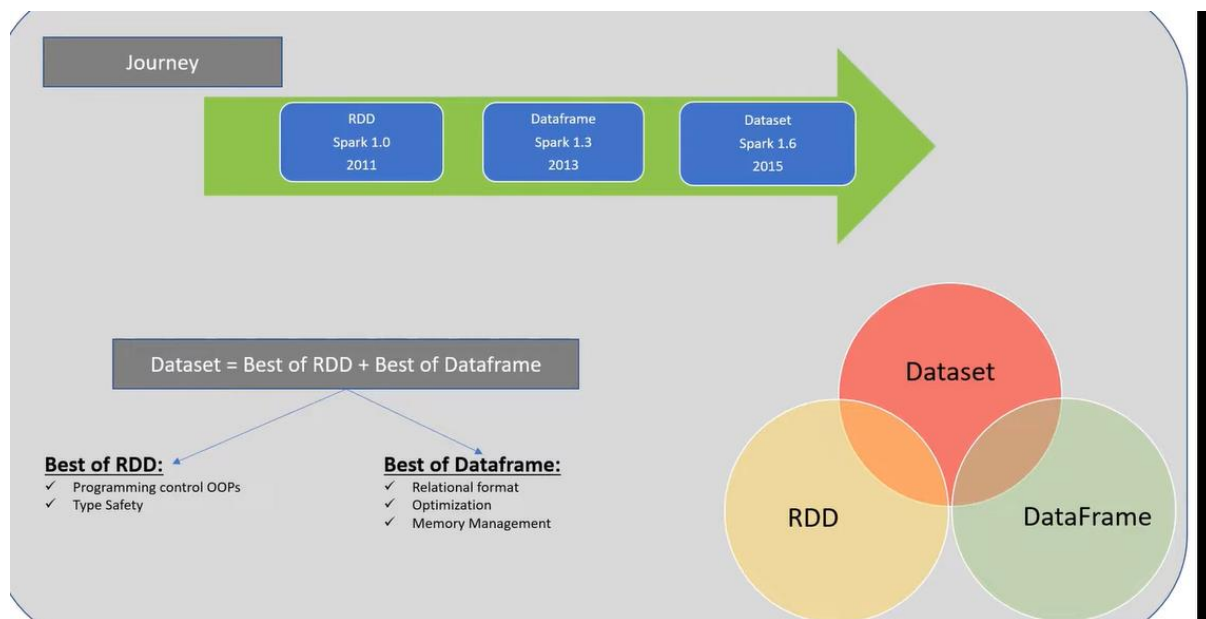 Journey
RDD
Spark 1.0
2011
Dataframe
Spark 1.3
2013
Dataset
Spark 1.6
2015
Dataset = Best of RDD + Best of Dataframe
Best of RDD:
✓ Programming control OOPs
✓ Type Safety
Best of Dataframe:
✓ Relational format
✓ Optimization
✓ Memory Management
Dataset
RDD
DataFrame